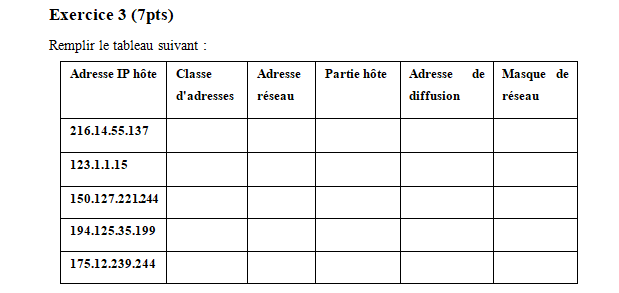 Exercice 3 (7pts)
Remplir le tableau suivant :
Adresse IP hôte Classe d'adresses Adresse réseau Partie hôte Adresse de diffusion Masque de réseau
216.14.55.137
123.1.1.15
150.127.221.244
194.125.35.199
175.12.239.244